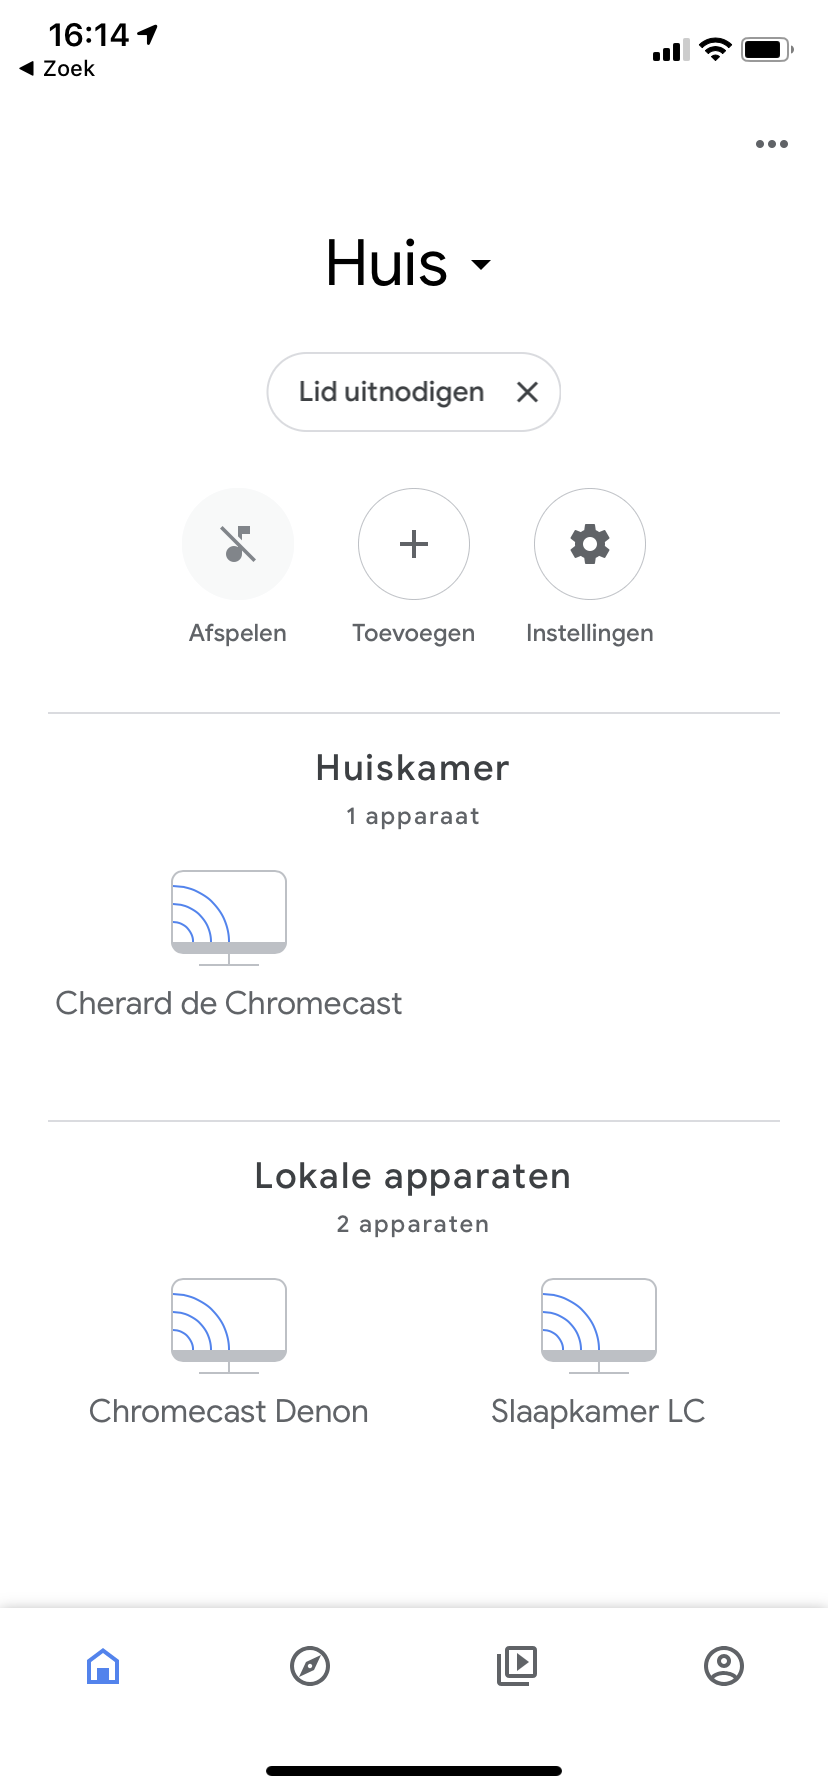 16:14
◀ Zoek
Huis
Lid uitnodigen
Afspelen Toevoegen Instellingen
Huiskamer
1 apparaat
Cherard de Chromecast
Lokale apparaten
2 apparaten
Chromecast Denon Slaapkamer LC